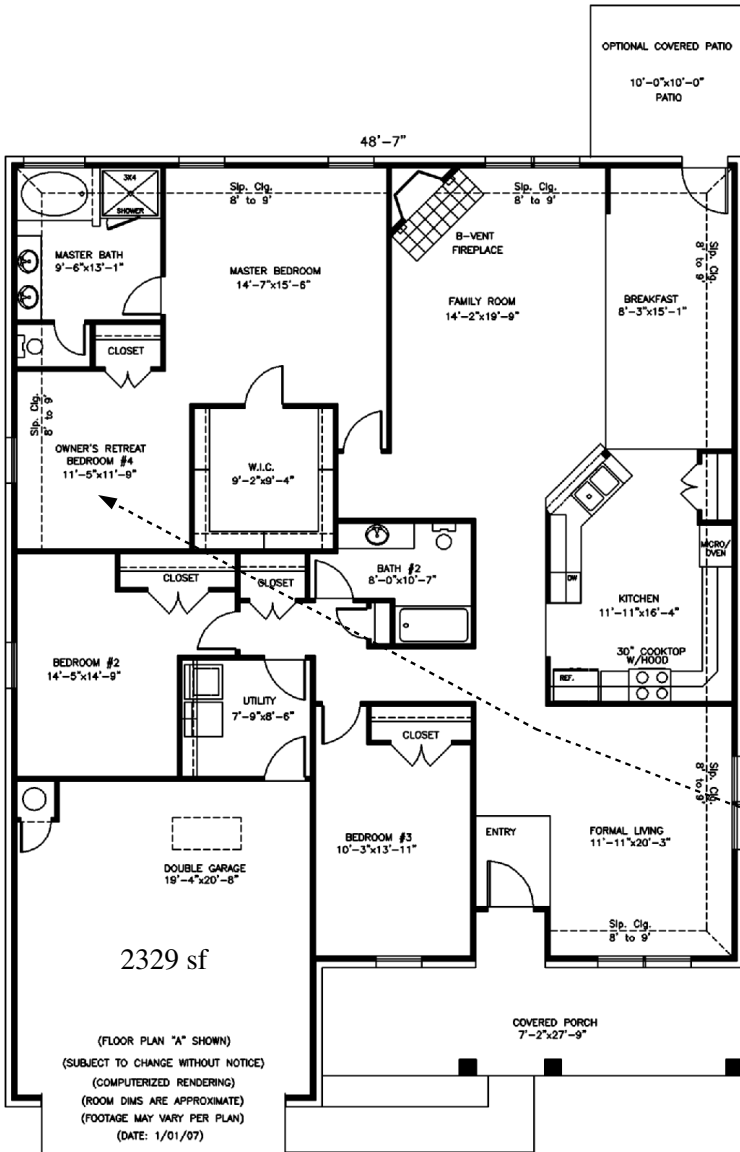 OPTIONAL COVERED PATIO
10'-0"x10'-0"
PATIO
48'-7"
3X4
SHOWER
Slp. Clg.
8' to 9'
Slp. Clg.
8' to 9'
B-VENT
FIREPLACE
MASTER BATH
9'-6"x13'-1"
MASTER BEDROOM
14'-7"x15'-6"
FAMILY ROOM
14'-2"x19'-9"
BREAKFAST
8'-3"x15'-1"
Slp. Clg.
8' to 9'
CLOSET
Slp. Clg.
8' to 9'
OWNER'S RETREAT
BEDROOM #4
11'-5"x11'-9"
W.I.C.
9'-2"x9'-4"
MICRO/
OVEN
BATH #2
8'-0"x10'-7"
CLOSET
CLOSET
DW
KITCHEN
11'-11"x16'-4"
30" COOKTOP
W/HOOD
REF.
BEDROOM #2
14'-5"x14'-9"
UTILITY
7'-9"x8'-6"
CLOSET
Slp. Clg.
8' to 9'
BEDROOM #3
10'-3"x13'-11"
ENTRY
FORMAL LIVING
11'-11"x20'-3"
DOUBLE GARAGE
19'-4"x20'-8"
Slp. Clg.
8' to 9'
2329 sf
COVERED PORCH
7'-2"x27'-9"
(FLOOR PLAN "A" SHOWN)
(SUBJECT TO CHANGE WITHOUT NOTICE)
(COMPUTERIZED RENDERING)
(ROOM DIMS ARE APPROXIMATE)
(FOOTAGE MAY VARY PER PLAN)
(DATE: 1/01/07)